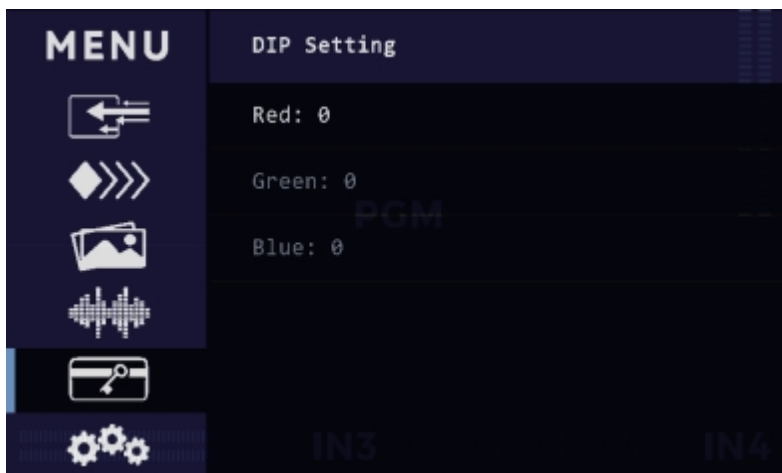 MENU
DIP Setting
Red: 0
Green: 0
PGM
Blue: 0
IN3
IN4